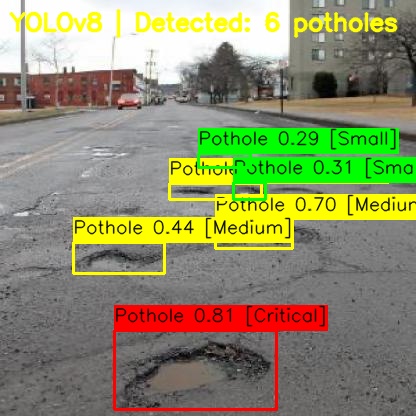 YOLOv8 | Detected: 6 potholes
Pothole 0.29 [Small]
Pothole
Pothole 0.31 [Sma
Pothole 0.70 [Medium
Pothole 0.44 [Medium]
Pothole 0.81 [Critical]